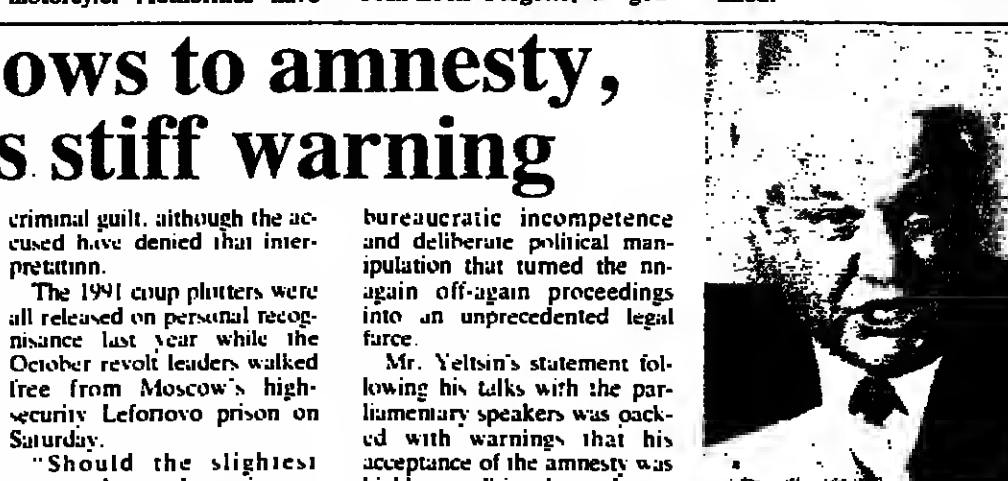 ows to amnesty,
s stiff warning
criminal guilt, although the ac-
cused have denied that inter-
pretation.
The 1991 coup plotters were
all released on personal recog-
nisance last year while the
October revolt leaders walked
free from Moscow's high-
security Lefortovo prison on
Saturday.
"Should the slightest
bureaucratic incompetence
and deliberate political man-
ipulation that turned the on-
again off-again proceedings
into an unprecedented legal
farce.
Mr. Yeltsin's statement fol-
lowing his talks with the par-
liamentary speakers was pack-
ed with warnings that his
acceptance of the amnesty was